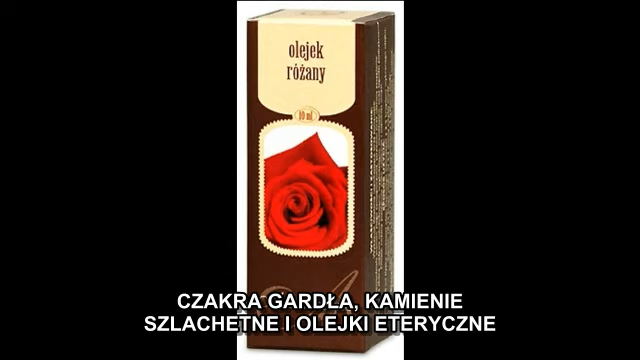 olejek
różany
10 ml
CZAKRA GARDŁA, KAMIENIE
SZLACHETNE I OLEJKI ETERYCZNE